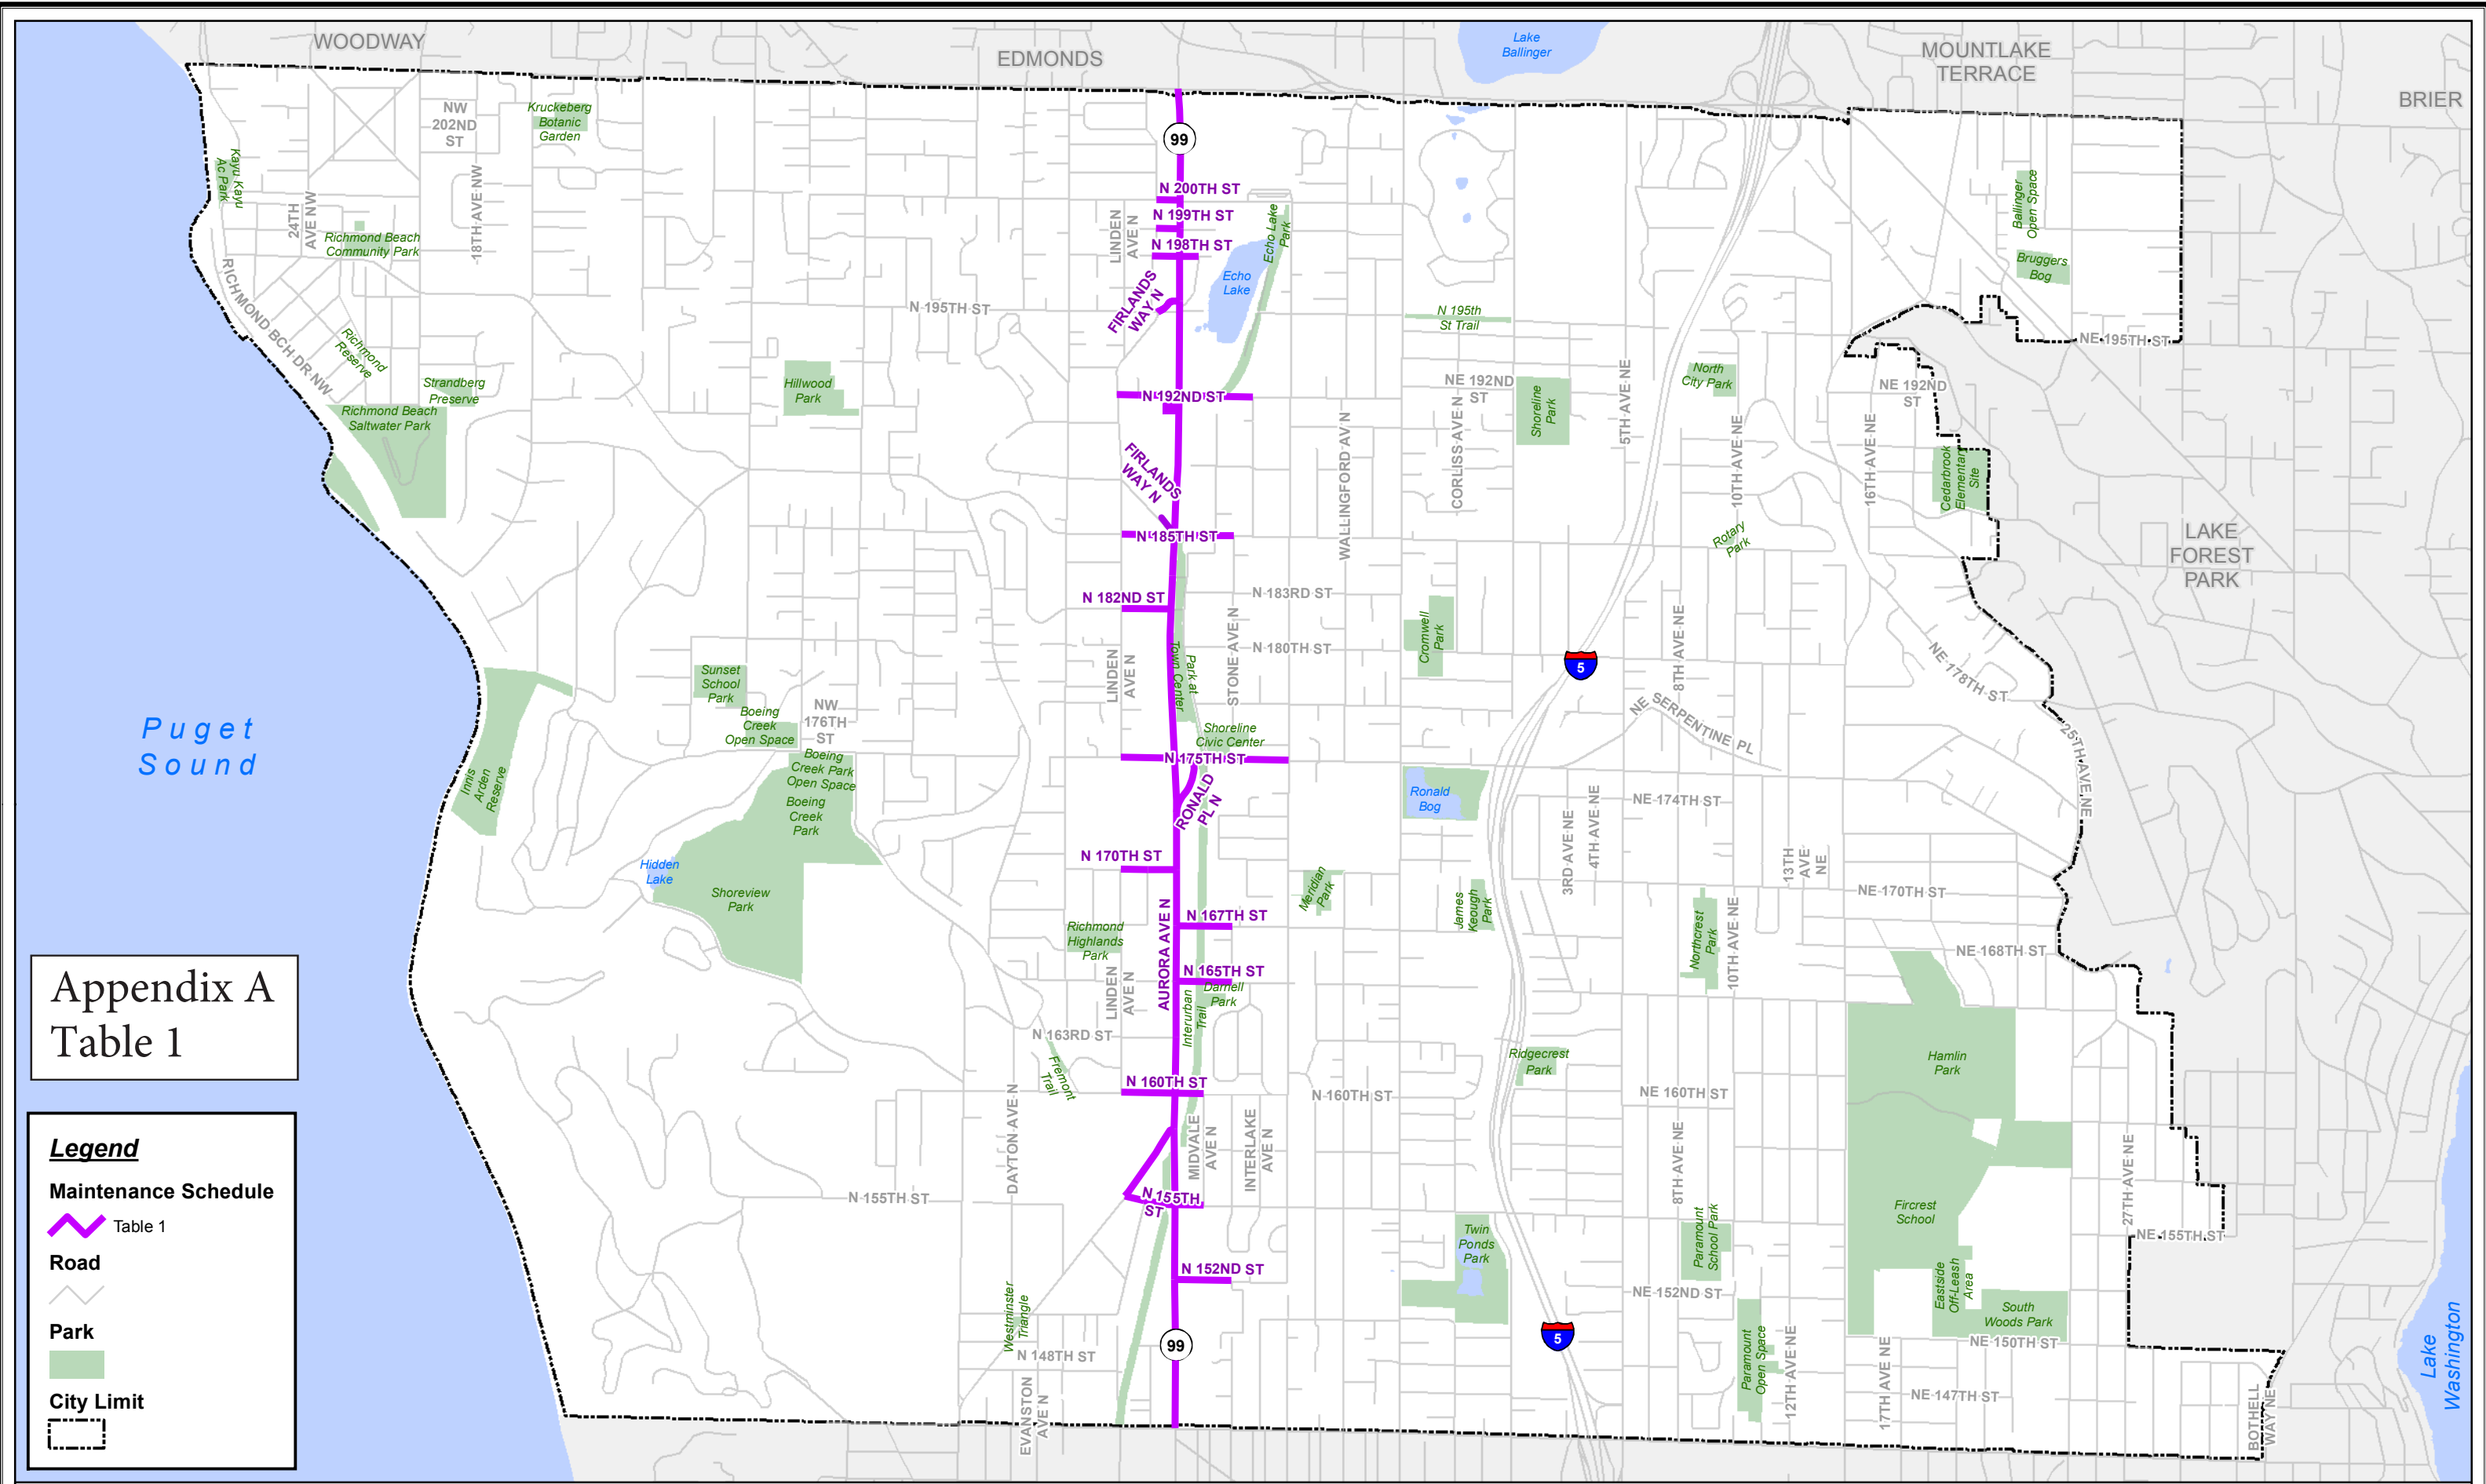 WOODWAY
EDMONDS
Lake
Ballinger
MOUNTLAKE
TERRACE
BRIER
NW
202ND
ST
Kruckeberg
Botanic
Garden
99
Kayu Kayu
Ac Park
24TH
AVE NW
18TH AVE NW
Richmond Beach
Community Park
RICHMOND BCH DR NW
Richmond
Reserve
Strandberg
Preserve
Richmond Beach
Saltwater Park
Hillwood
Park
N 195TH ST
LINDEN
AVE N
N 200TH ST
N 199TH ST
N 198TH ST
FIRLANDS
WAY N
Echo Lake
Park
Echo
Lake
N 195th
St Trail
N 192ND ST
FIRLANDS
WAY N
N 185TH ST
WALLINGFORD AV N
CORLISS AVE N
NE 192ND
ST
Shoreline
Park
5TH AVE NE
North
City Park
10TH AVE NE
16TH AVE NE
NE 192ND
ST
Ballinger
Open Space
Bruggers
Bog
NE 195TH ST
Cedarbrook
Elementary
Site
Rotary
Park
LAKE
FOREST
PARK
N 182ND ST
N 183RD ST
N 180TH ST
STONE AVE N
LINDEN
AVE N
Park at
Town Center
Cromwell
Park
5
8TH AVE NE
NE SERPENTINE PL
NE 178TH ST
25TH AVE NE
Sunset
School
Park
Boeing
Creek
Open Space
NW
176TH
ST
Boeing
Creek Park
Open Space
Boeing
Creek
Park
Shoreline
Civic Center
N 175TH ST
RONALD
PL N
Ronald
Bog
NE 174TH ST
3RD AVE NE
4TH AVE NE
13TH
AVE
NE
NE 170TH ST
NE 168TH ST
Puget
Sound
Innis
Arden
Reserve
Hidden
Lake
Shoreview
Park
N 170TH ST
N 167TH ST
N 165TH ST
AURORA AVE N
Richmond
Highlands
Park
LINDEN
AVE N
Darnell
Park
Interurban
Trail
Meridian
Park
James
Keough
Park
Northcrest
Park
10TH AVE NE
Appendix A
Table 1
N 163RD ST
Fremont
Trail
N 160TH ST
N 160TH ST
Ridgecrest
Park
NE 160TH ST
Hamlin
Park
DAYTON AVE N
MIDVALE
AVE N
INTERLAKE
AVE N
8TH AVE NE
27TH AVE NE
N 155TH ST
N 155TH
ST
Twin
Ponds
Park
Paramount
School Park
Fircrest
School
NE 155TH ST
N 152ND ST
NE 152ND ST
Eastside
Off-Leash
Area
South
Woods Park
Westminster
Triangle
N 148TH ST
99
5
Paramount
Open Space
12TH AVE NE
17TH AVE NE
NE 150TH ST
NE 147TH ST
EVANSTON
AVE N
BOTHELL
WAY NE
Lake
Washington
Legend
Maintenance Schedule
Table 1
Road
Park
City Limit